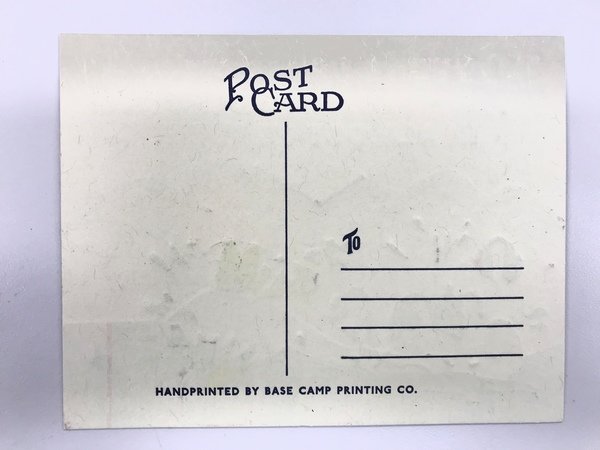 POST
CARD
TO
HANDPRINTED BY BASE CAMP PRINTING CO.